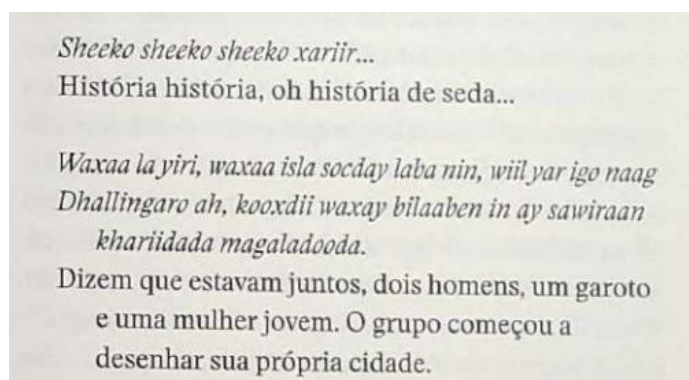 Sheeko sheeko sheeko xariir...
História história, oh história de seda...
Waxaa la yiri, waxaa isla socday laba nin, wiil yar igo naag
Dhallingaro ah, kooxdii waxay bilaaben in ay sawiraan
khariidada magaladooda.
Dizem que estavam juntos, dois homens, um garoto
e uma mulher jovem. O grupo começou a
desenhar sua própria cidade.